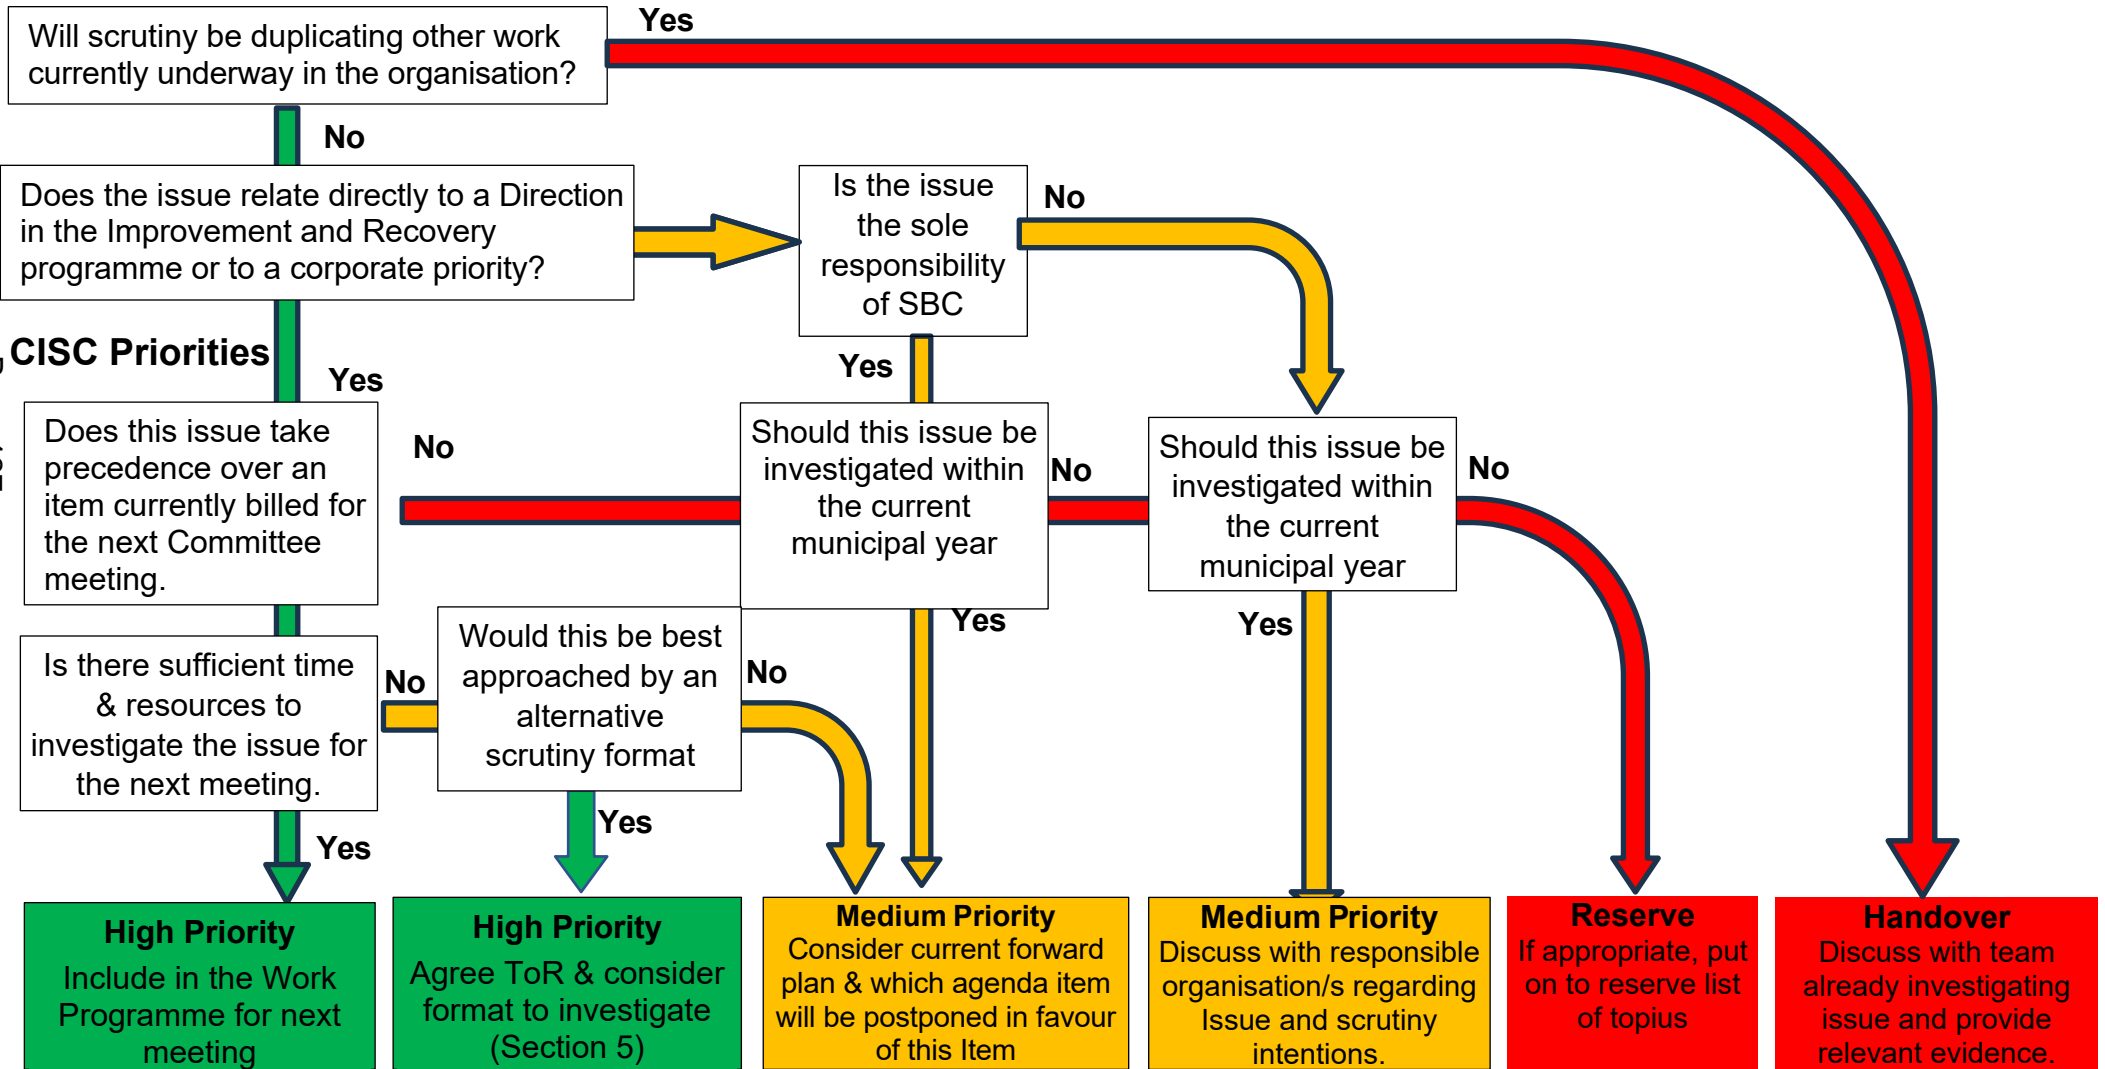 Yes
Will scrutiny be duplicating other work
currently underway in the organisation?
No
Does the issue relate directly to a Direction
in the Improvement and Recovery
programme or to a corporate priority?
Is the issue
the sole
responsibility
of SBC
No
CISC Priorities
Yes
Yes
Does this issue take
precedence over an
item currently billed for
the next Committee
meeting.
No
Should this issue be
investigated within
the current
municipal year
No
Should this issue be
investigated within
the current
municipal year
No
Yes
Yes
Is there sufficient time
& resources to
investigate the issue for
the next meeting.
No
Would this be best
approached by an
alternative
scrutiny format
No
Yes
Yes
High Priority
Include in the Work
Programme for next
meeting
High Priority
Agree ToR & consider
format to investigate
(Section 5)
Medium Priority
Consider current forward
plan & which agenda item
will be postponed in favour
of this Item
Medium Priority
Discuss with responsible
organisation/s regarding
Issue and scrutiny
intentions.
Reserve
If appropriate, put
on to reserve list
of topius
Handover
Discuss with team
already investigating
issue and provide
relevant evidence.